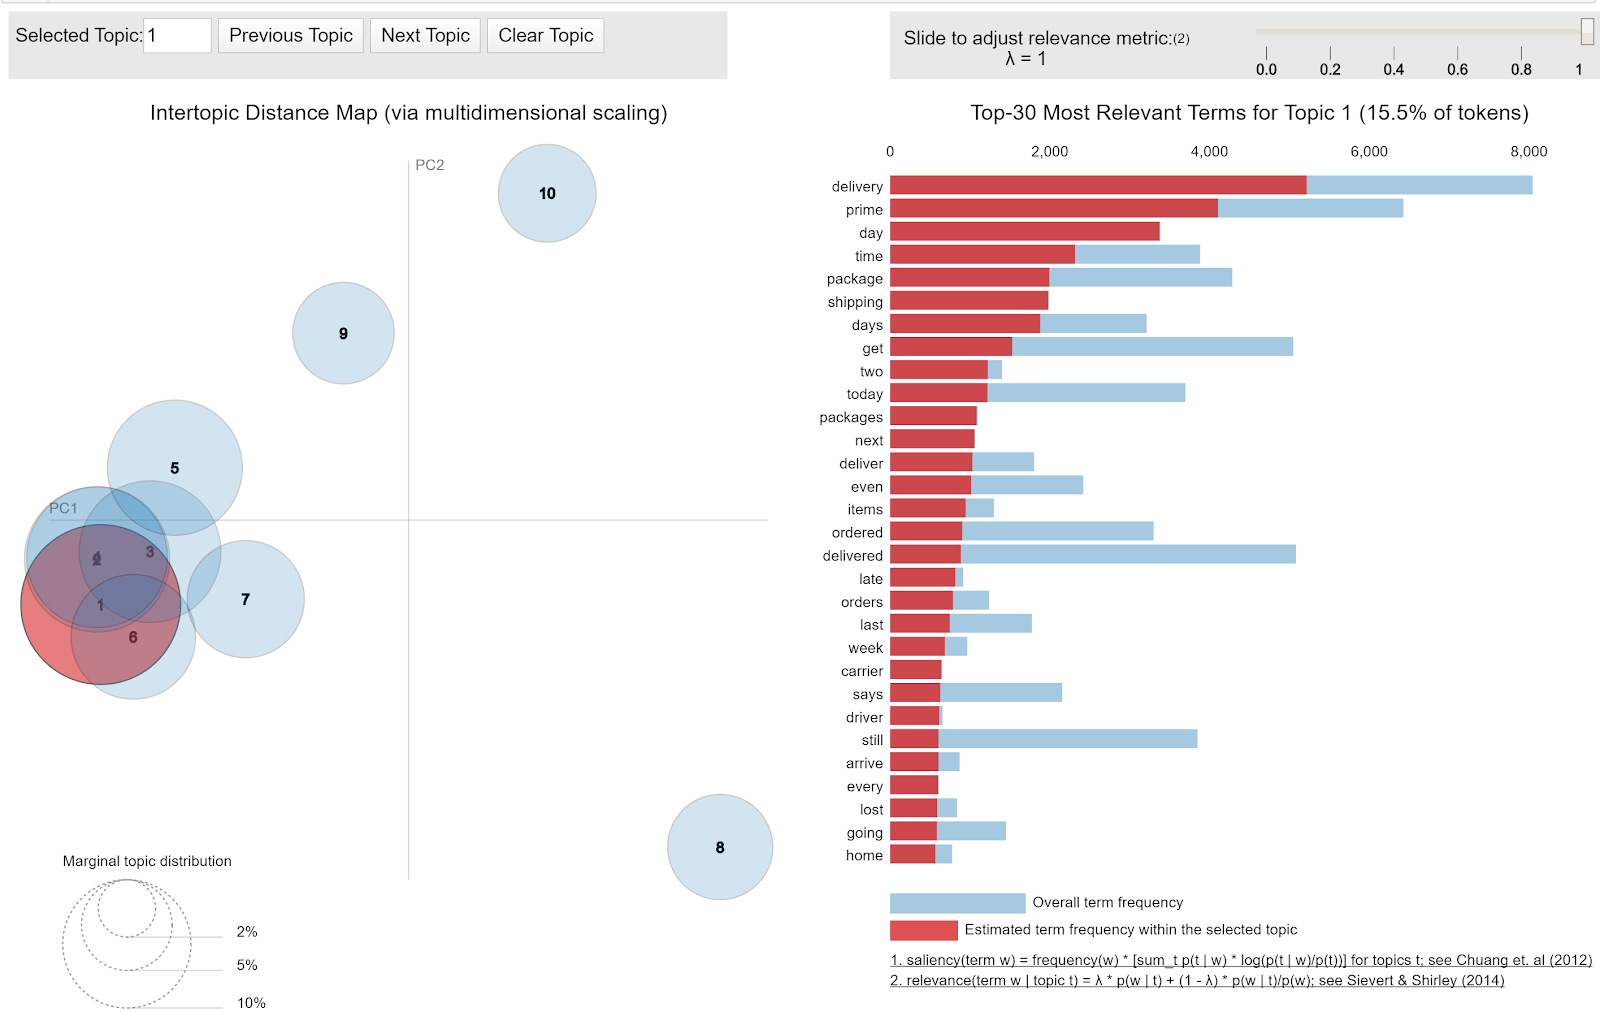 Selected Topic: 1 Previous Topic Next Topic Clear Topic
Slide to adjust relevance metric:(2)
λ = 1
0.0 0.2 0.4 0.6 0.8 1
Intertopic Distance Map (via multidimensional scaling)
PC2
PC1
10
9
5
3
4
2
1
7
6
8
Marginal topic distribution
2%
5%
10%
Top-30 Most Relevant Terms for Topic 1 (15.5% of tokens)
0 2,000 4,000 6,000 8,000
delivery
prime
day
time
package
shipping
days
get
two
today
packages
next
deliver
even
items
ordered
delivered
late
orders
last
week
carrier
says
driver
still
arrive
every
lost
going
home
Overall term frequency
Estimated term frequency within the selected topic
1. saliency(term w) = frequency(w) * [sum_t p(t | w) * log(p(t | w)/p(t))] for topics t; see Chuang et. al (2012)
2. relevance(term w | topic t) = λ * p(w | t) + (1 - λ) * p(w | t)/p(w); see Sievert & Shirley (2014)